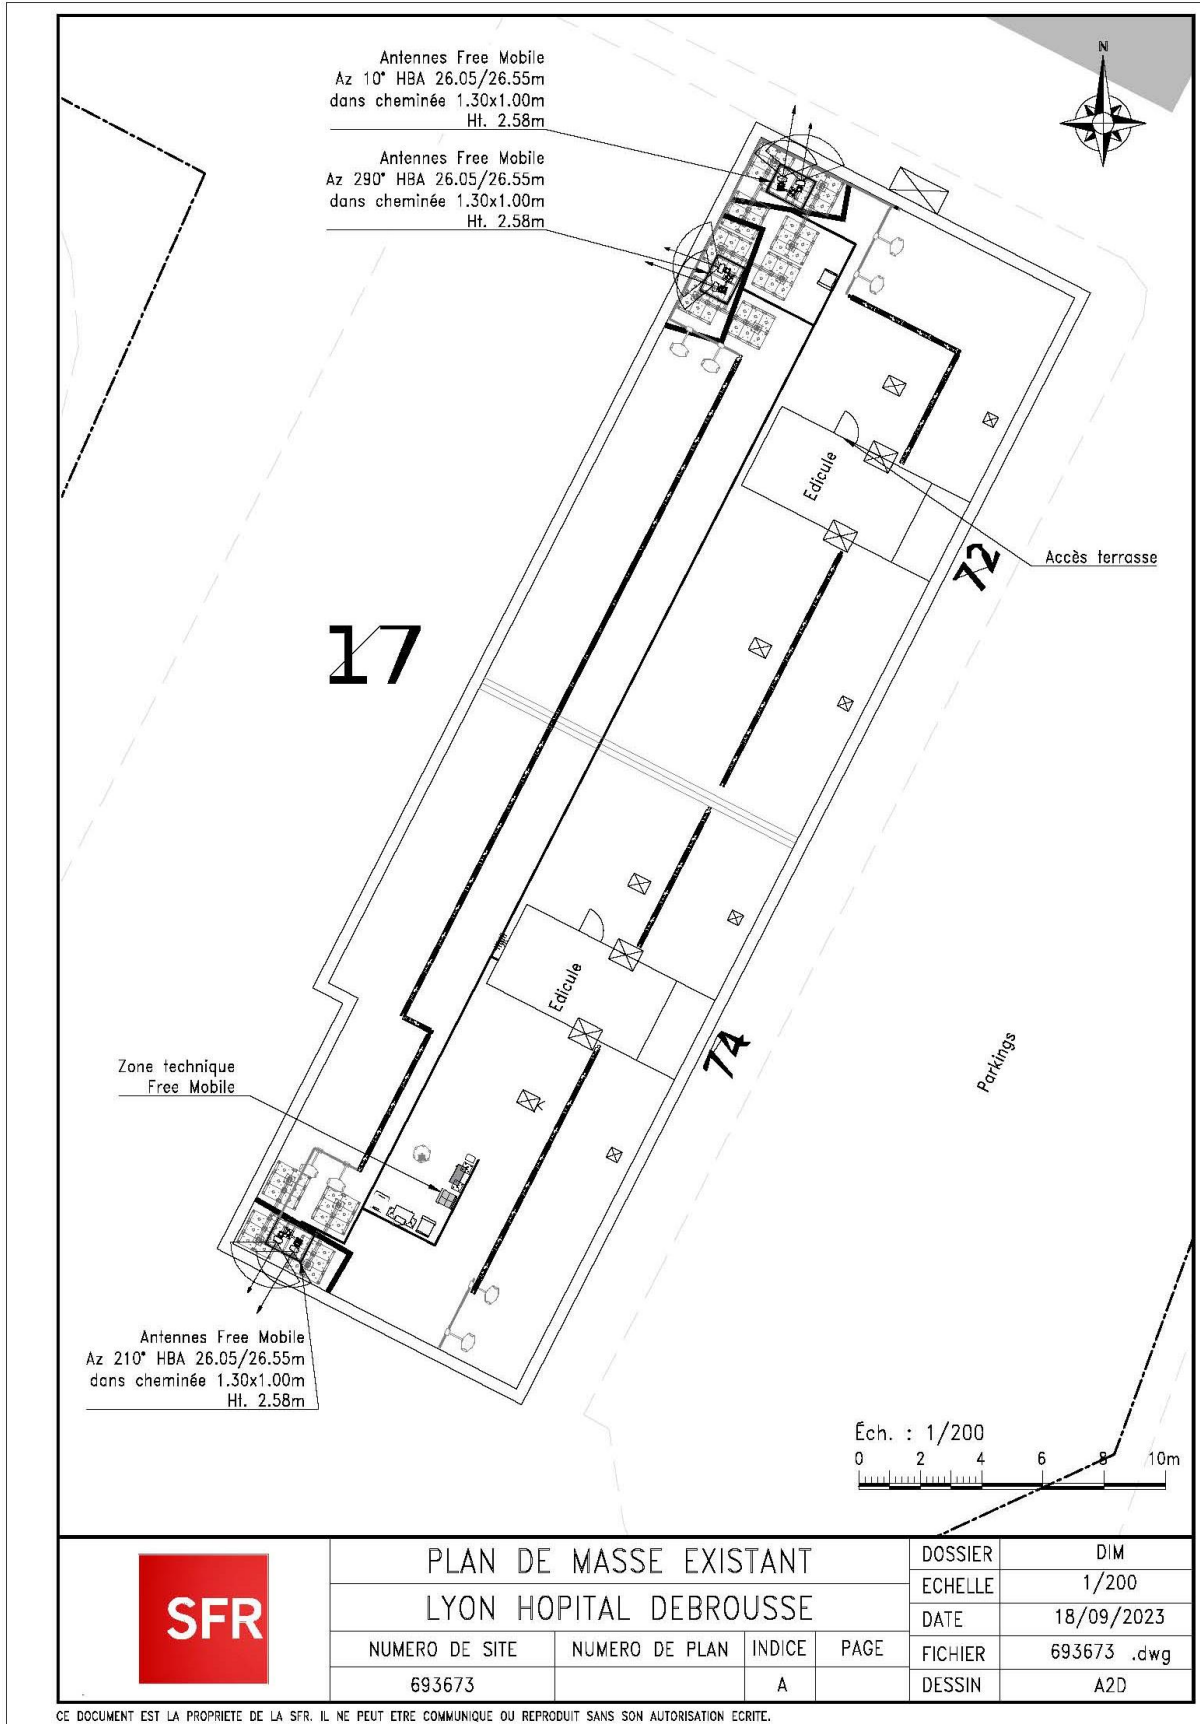 Antennes Free Mobile
Az 10° HBA 26.05/26.55m
dans cheminée 1.30x1.00m
Ht. 2.58m
N
Antennes Free Mobile
Az 290° HBA 26.05/26.55m
dans cheminée 1.30x1.00m
Ht. 2.58m
Edicule
72
Accès terrasse
17
Edicule
74
Parkings
Zone technique
Free Mobile
Antennes Free Mobile
Az 210° HBA 26.05/26.55m
dans cheminée 1.30x1.00m
Ht. 2.58m
Éch. : 1/200
0 2 4 6 8 10m
SFR
PLAN DE MASSE EXISTANT
LYON HOPITAL DEBROUSSE
NUMERO DE SITE NUMERO DE PLAN INDICE PAGE
693673 A
DOSSIER DIM
ECHELLE 1/200
DATE 18/09/2023
FICHIER 693673 .dwg
DESSIN A2D
CE DOCUMENT EST LA PROPRIETE DE LA SFR. IL NE PEUT ETRE COMMUNIQUE OU REPRODUIT SANS SON AUTORISATION ECRITE.